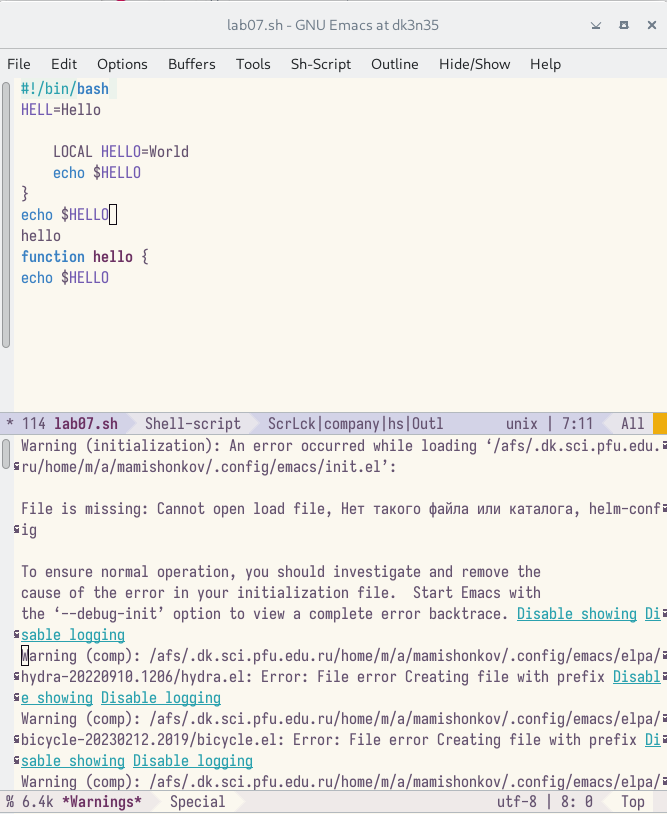 lab07.sh - GNU Emacs at dk3n35
File Edit Options Buffers Tools Sh-Script Outline Hide/Show Help
#!/bin/bash
HELL=Hello
LOCAL HELLO=World
echo $HELLO
}
echo $HELLO
hello
function hello {
echo $HELLO
* 114 lab07.sh Shell-script ScrLck|company|hs|Outl unix | 7:11 All
Warning (initialization): An error occurred while loading ‘/afs/.dk.sci.pfu.edu.
ru/home/m/a/mamishonkov/.config/emacs/init.el’:
File is missing: Cannot open load file, Нет такого файла или каталога, helm-conf
ig
To ensure normal operation, you should investigate and remove the
cause of the error in your initialization file.  Start Emacs with
the ‘--debug-init’ option to view a complete error backtrace. Disable showing Di
sable logging
Warning (comp): /afs/.dk.sci.pfu.edu.ru/home/m/a/mamishonkov/.config/emacs/elpa/
hydra-20220910.1206/hydra.el: Error: File error Creating file with prefix Disabl
e showing Disable logging
Warning (comp): /afs/.dk.sci.pfu.edu.ru/home/m/a/mamishonkov/.config/emacs/elpa/
bicycle-20230212.2019/bicycle.el: Error: File error Creating file with prefix Di
sable showing Disable logging
Warning (comp): /afs/.dk.sci.pfu.edu.ru/home/m/a/mamishonkov/.config/emacs/elpa/
% 6.4k *Warnings* Special utf-8 | 8: 0 Top